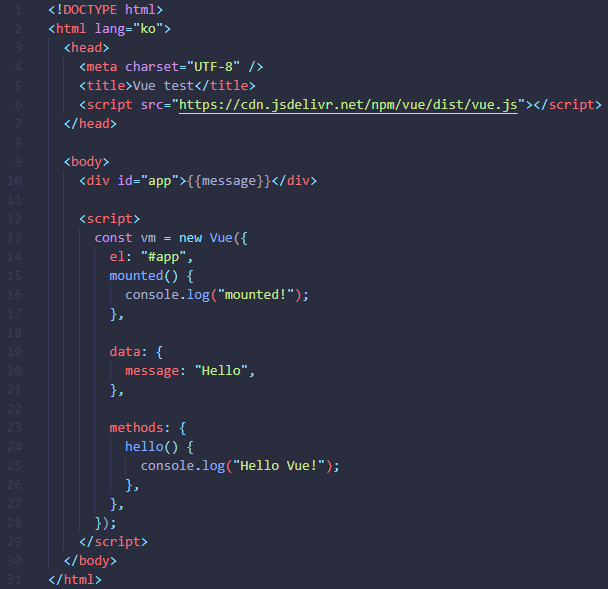 1 <!DOCTYPE html>
2 <html lang="ko">
3   <head>
4     <meta charset="UTF-8" />
5     <title>Vue test</title>
6     <script src="https://cdn.jsdelivr.net/npm/vue/dist/vue.js"></script>
7   </head>
8
9   <body>
10     <div id="app">{{message}}</div>
11
12     <script>
13       const vm = new Vue({
14         el: "#app",
15         mounted() {
16           console.log("mounted!");
17         },
18
19         data: {
20           message: "Hello",
21         },
22
23         methods: {
24           hello() {
25             console.log("Hello Vue!");
26           },
27         },
28       });
29     </script>
30   </body>
31 </html>